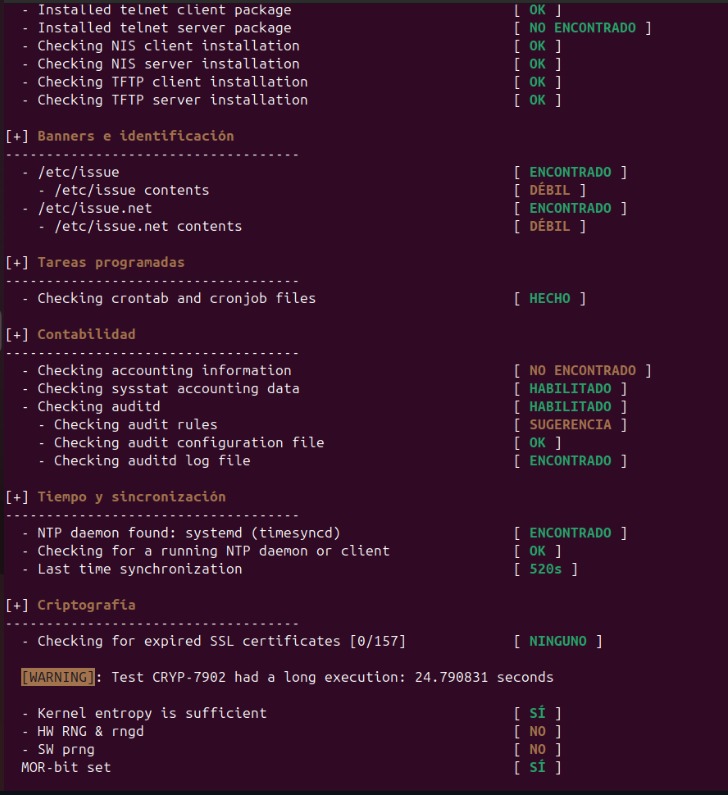 - Installed telnet client package [ OK ]
- Installed telnet server package [ NO ENCONTRADO ]
- Checking NIS client installation [ OK ]
- Checking NIS server installation [ OK ]
- Checking TFTP client installation [ OK ]
- Checking TFTP server installation [ OK ]
[+] Banners e identificación
------------------------------------
- /etc/issue [ ENCONTRADO ]
- /etc/issue contents [ DÉBIL ]
- /etc/issue.net [ ENCONTRADO ]
- /etc/issue.net contents [ DÉBIL ]
[+] Tareas programadas
------------------------------------
- Checking crontab and cronjob files [ HECHO ]
[+] Contabilidad
------------------------------------
- Checking accounting information [ NO ENCONTRADO ]
- Checking sysstat accounting data [ HABILITADO ]
- Checking auditd [ HABILITADO ]
- Checking audit rules [ SUGERENCIA ]
- Checking audit configuration file [ OK ]
- Checking auditd log file [ ENCONTRADO ]
[+] Tiempo y sincronización
------------------------------------
- NTP daemon found: systemd (timesyncd) [ ENCONTRADO ]
- Checking for a running NTP daemon or client [ OK ]
- Last time synchronization [ 520s ]
[+] Criptografía
------------------------------------
- Checking for expired SSL certificates [0/157] [ NINGUNO ]
[WARNING]: Test CRYP-7902 had a long execution: 24.790831 seconds
- Kernel entropy is sufficient [ SÍ ]
- HW RNG & rngd [ NO ]
- SW prng [ NO ]
MOR-bit set [ SÍ ]